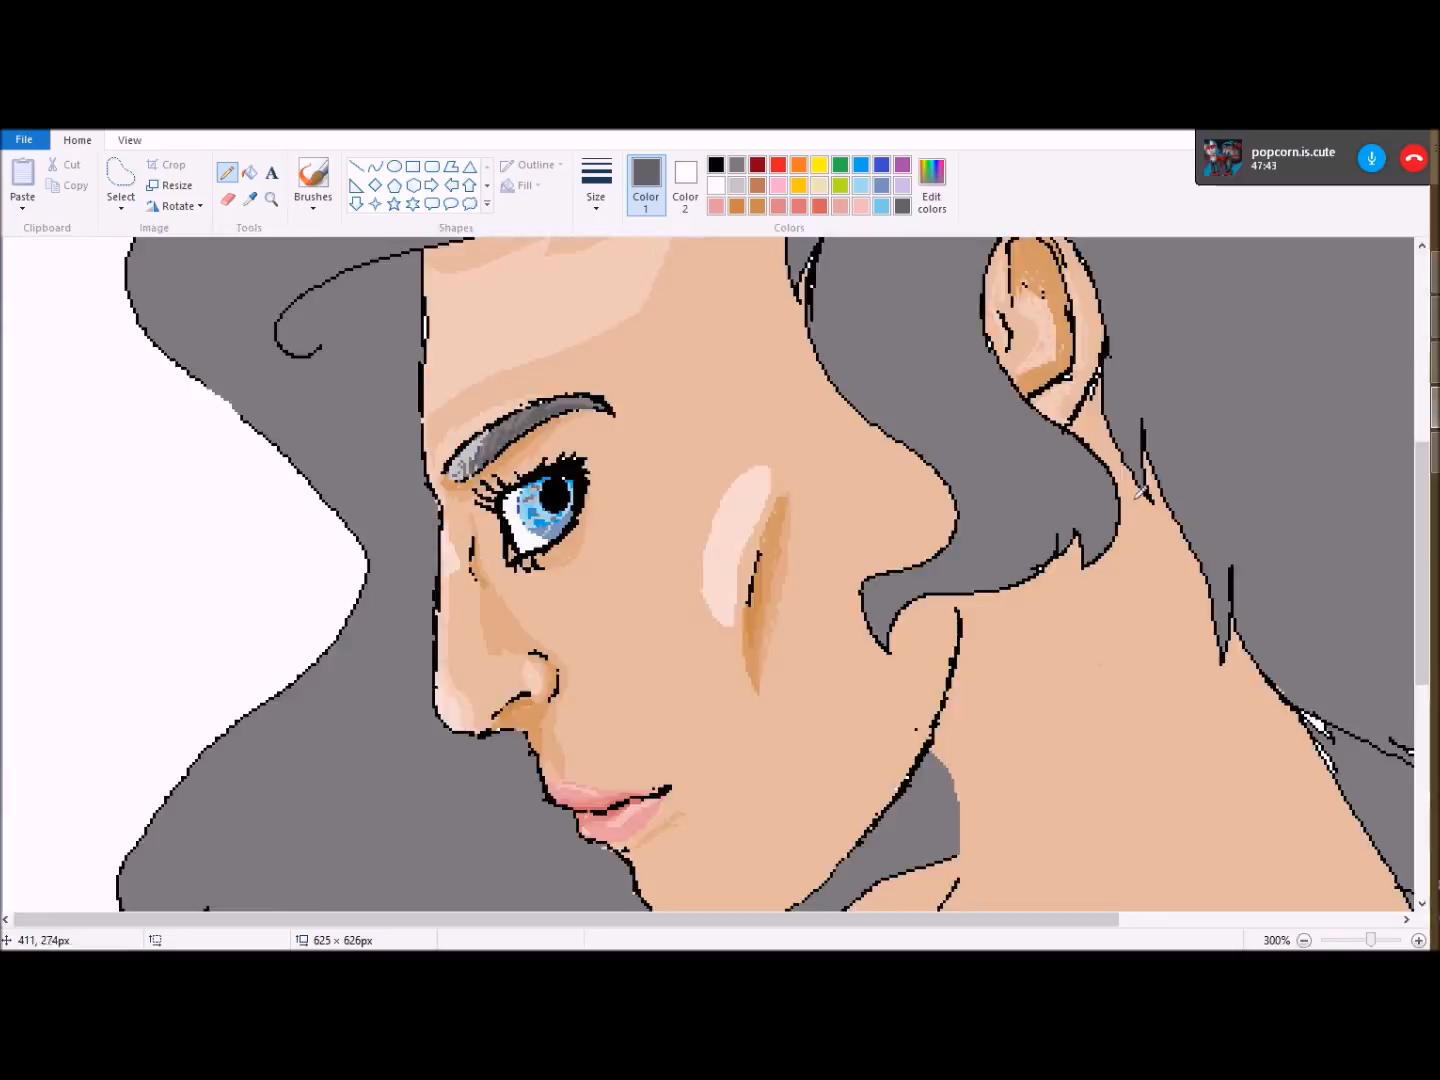 File Home View
popcorn.is.cute
47:43
Paste
Cut
Copy
Clipboard
Select
Crop
Resize
Rotate
Image
A
Tools
Brushes
Outline
Fill
Shapes
Size
Color
1
Color
2
Edit
colors
Colors
411, 274px
625 × 626px
300%